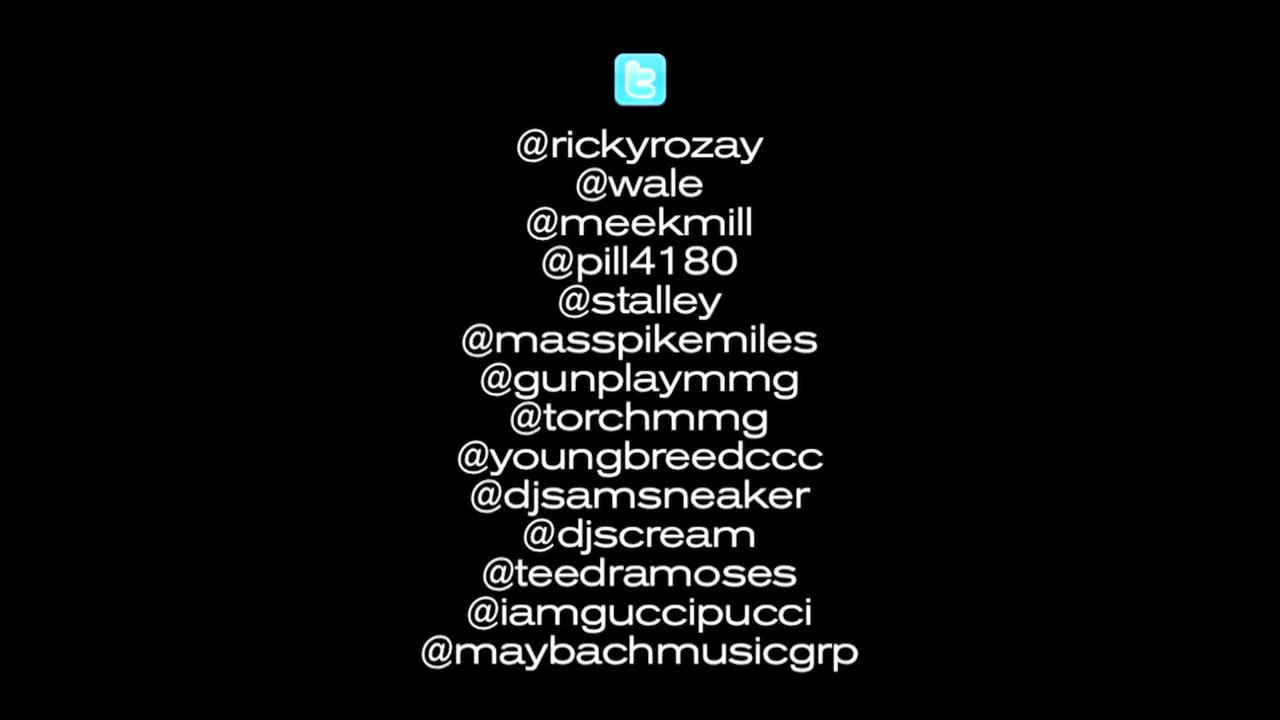 t
@rickyrozay
@wale
@meekmill
@pill4180
@stalley
@masspikemiles
@gunplaymmg
@torchmmg
@youngbreedccc
@djsamsneaker
@djscream
@teedramoses
@iamguccipucci
@maybachmusicgrp